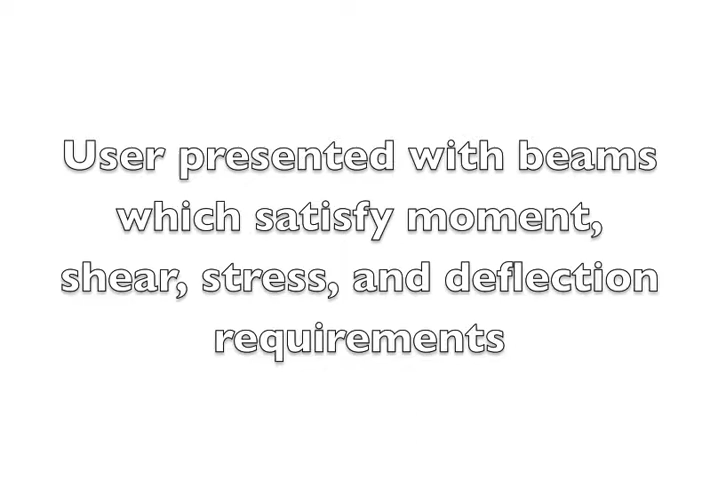 User presented with beams
which satisfy moment,
shear, stress, and deflection
requirements